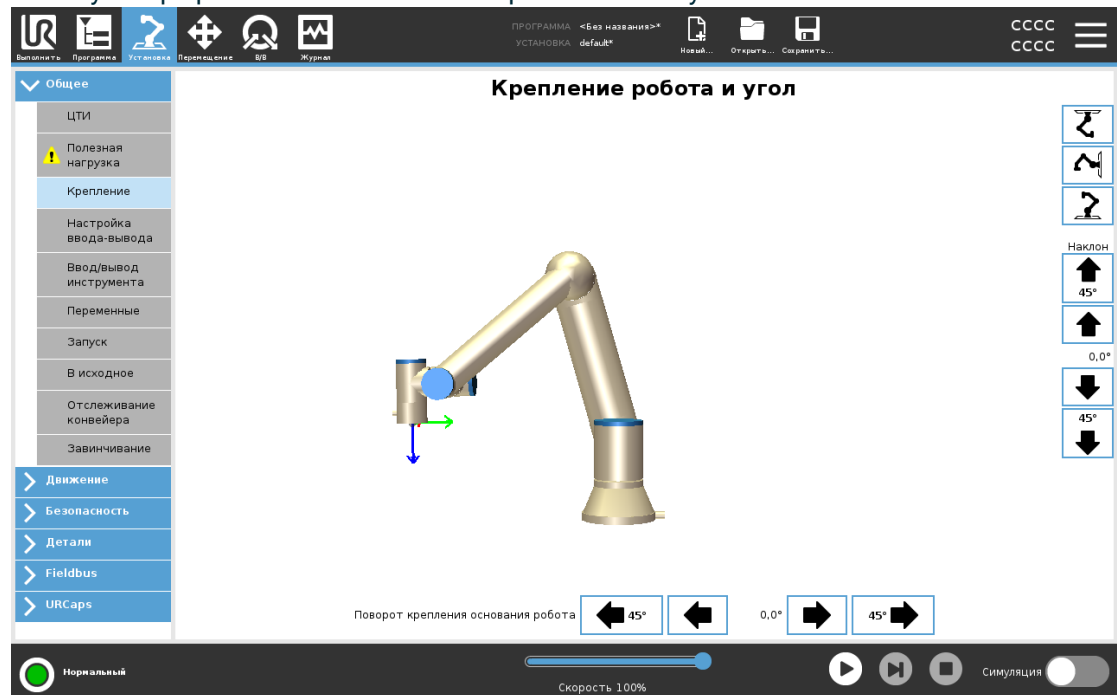 ПРОГРАММА <Без названия>*
УСТАНОВКА default*
Выполнить Программа Установка Перемещение В/В Журнал
Новый... Открыть... Сохранить...
CCCC
CCCC
Общее
ЦТИ
Полезная
нагрузка
Крепление
Настройка
ввода-вывода
Ввод/вывод
инструмента
Переменные
Запуск
В исходное
Отслеживание
конвейера
Завинчивание
Движение
Безопасность
Детали
Fieldbus
URCaps
Крепление робота и угол
Наклон
45°
0,0°
45°
Поворот крепления основания робота 45° 0,0° 45°
Нормальный
Скорость 100%
Симуляция